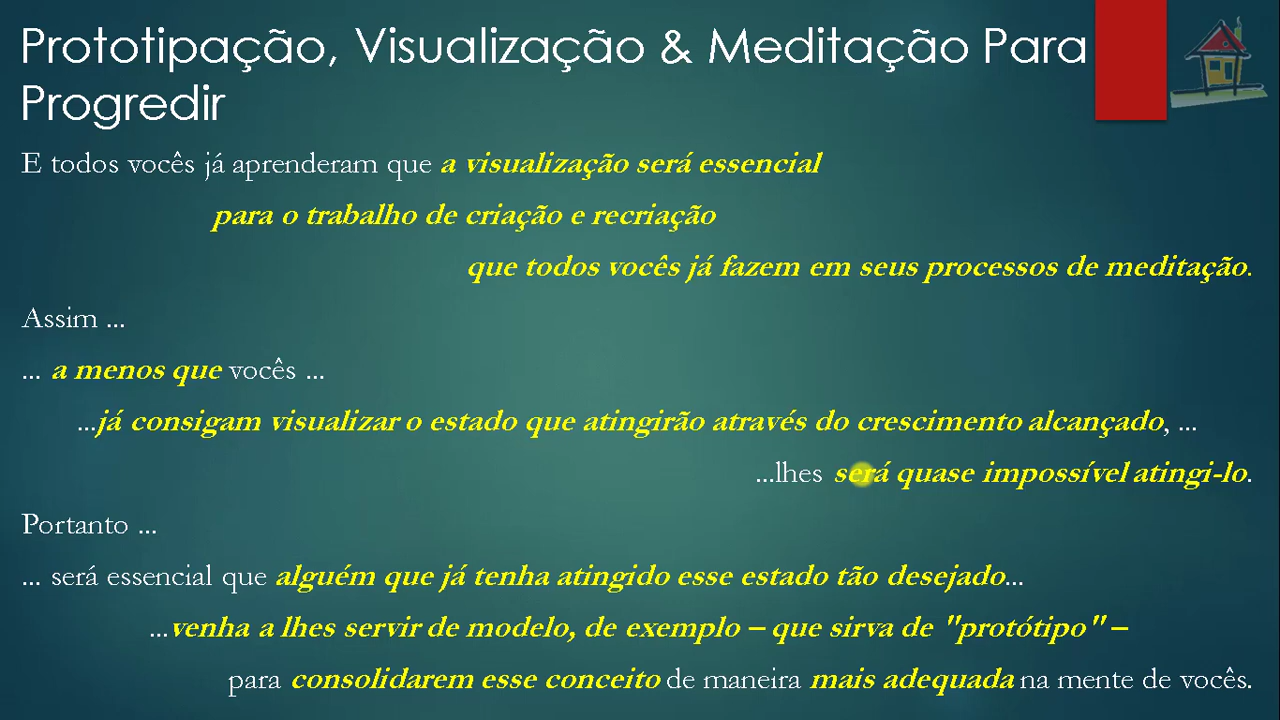 Prototipação, Visualização & Meditação Para
Progredir
E todos vocês já aprenderam que a visualização será essencial
para o trabalho de criação e recriação
que todos vocês já fazem em seus processos de meditação.
Assim ...
... a menos que vocês ...
...já consigam visualizar o estado que atingirão através do crescimento alcançado, ...
...lhes será quase impossível atingi-lo.
Portanto ...
... será essencial que alguém que já tenha atingido esse estado tão desejado...
...venha a lhes servir de modelo, de exemplo – que sirva de "protótipo" –
para consolidarem esse conceito de maneira mais adequada na mente de vocês.